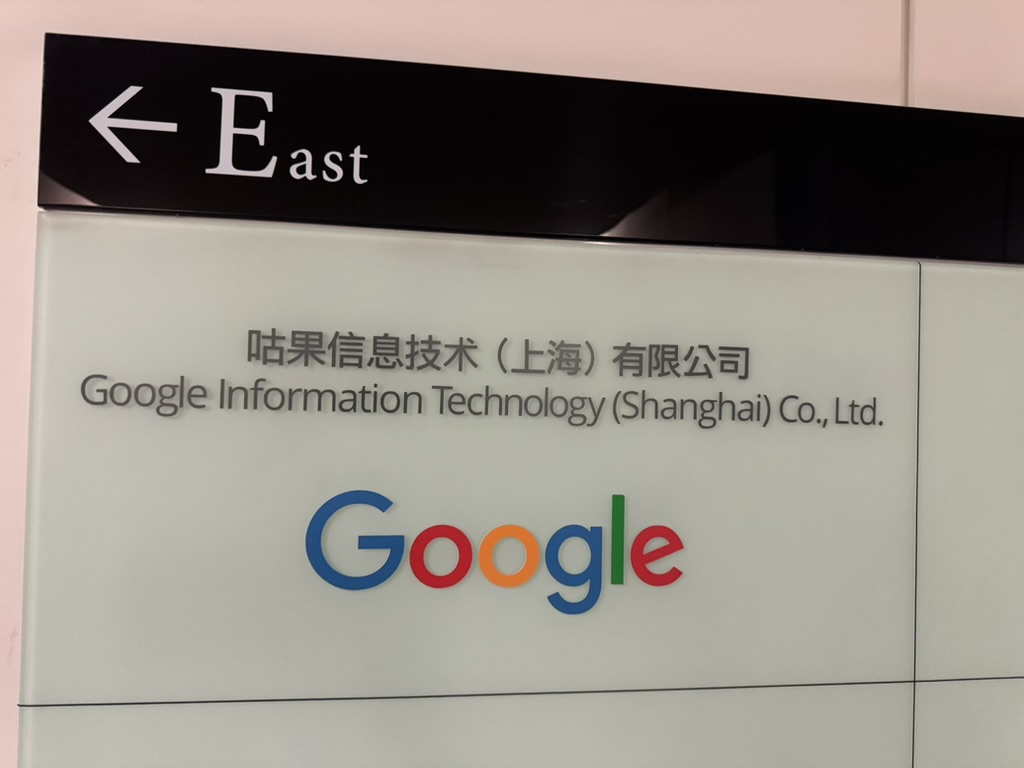 ← East
咕果信息技术（上海）有限公司
Google Information Technology (Shanghai) Co., Ltd.
Google